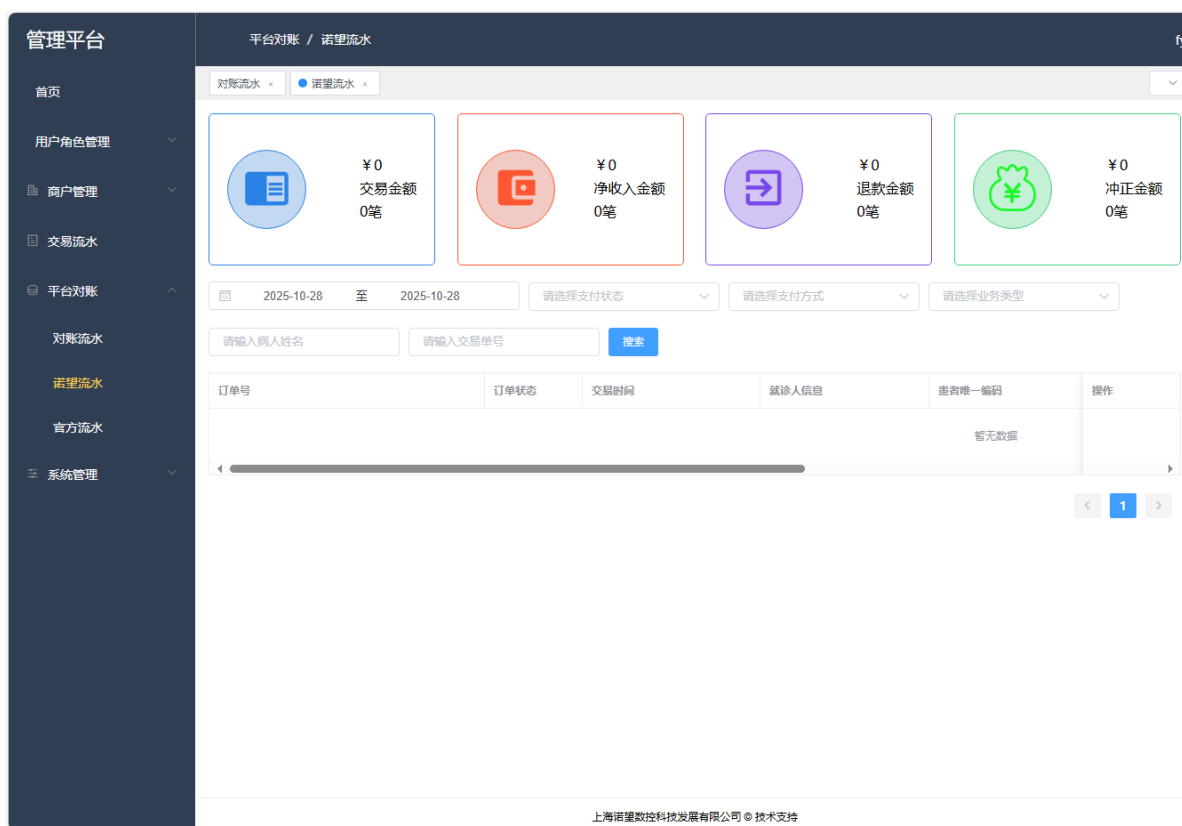 管理平台
平台对账 / 诺望流水
首页
用户角色管理
商户管理
交易流水
平台对账
对账流水
诺望流水
官方流水
系统管理
对账流水 ×
诺望流水 ×
¥0
交易金额
0笔
¥0
净收入金额
0笔
¥0
退款金额
0笔
¥0
冲正金额
0笔
2025-10-28 至 2025-10-28
请选择支付状态
请选择支付方式
请选择业务类型
请输入病人姓名
请输入交易单号
搜索
订单号 订单状态 交易时间 就诊人信息 患者唯一编码 操作
暂无数据
1
上海诺望数控科技发展有限公司 © 技术支持